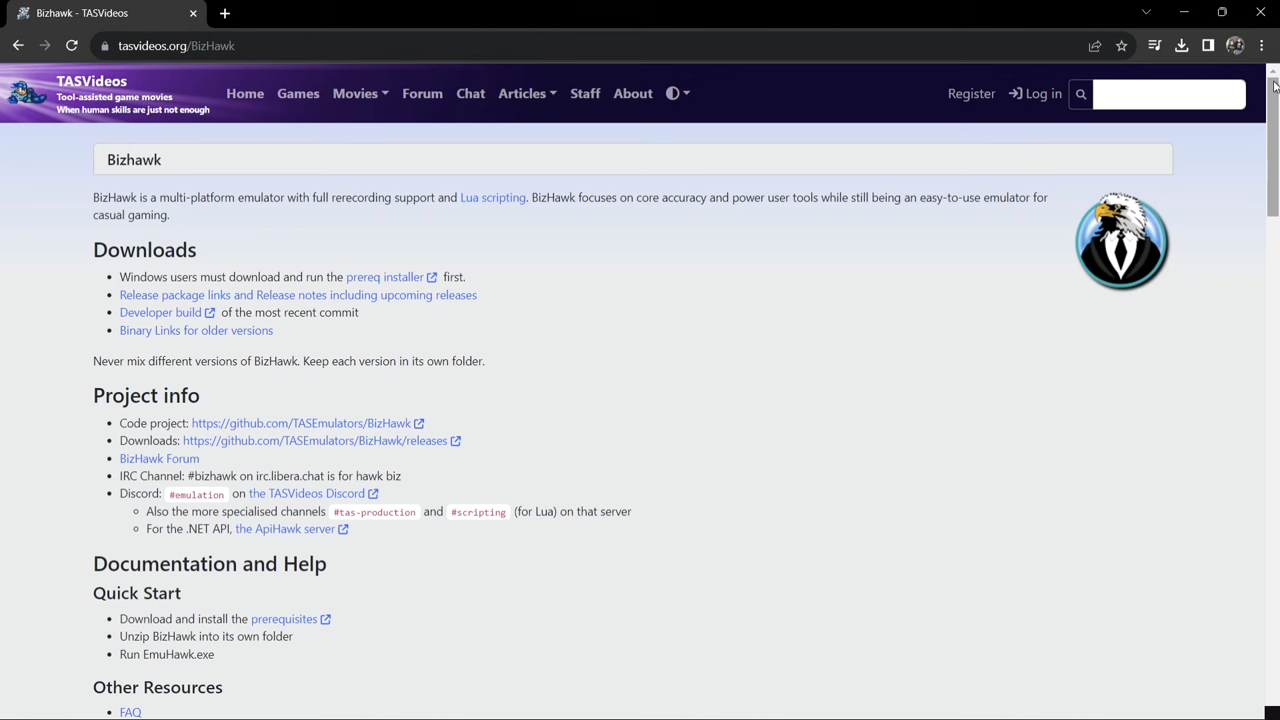 Bizhawk - TASVideos
tasvideos.org/BizHawk
TASVideos
Tool-assisted game movies
When human skills are just not enough
Home Games Movies Forum Chat Articles Staff About Register Log in
Bizhawk
BizHawk is a multi-platform emulator with full rerecording support and Lua scripting. BizHawk focuses on core accuracy and power user tools while still being an easy-to-use emulator for
casual gaming.
Downloads
Windows users must download and run the prereq installer first.
Release package links and Release notes including upcoming releases
Developer build of the most recent commit
Binary Links for older versions
Never mix different versions of BizHawk. Keep each version in its own folder.
Project info
Code project: https://github.com/TASEmulators/BizHawk
Downloads: https://github.com/TASEmulators/BizHawk/releases
BizHawk Forum
IRC Channel: #bizhawk on irc.libera.chat is for hawk biz
Discord: #emulation on the TASVideos Discord
Also the more specialised channels #tas-production and #scripting (for Lua) on that server
For the .NET API, the ApiHawk server
Documentation and Help
Quick Start
Download and install the prerequisites
Unzip BizHawk into its own folder
Run EmuHawk.exe
Other Resources
FAQ